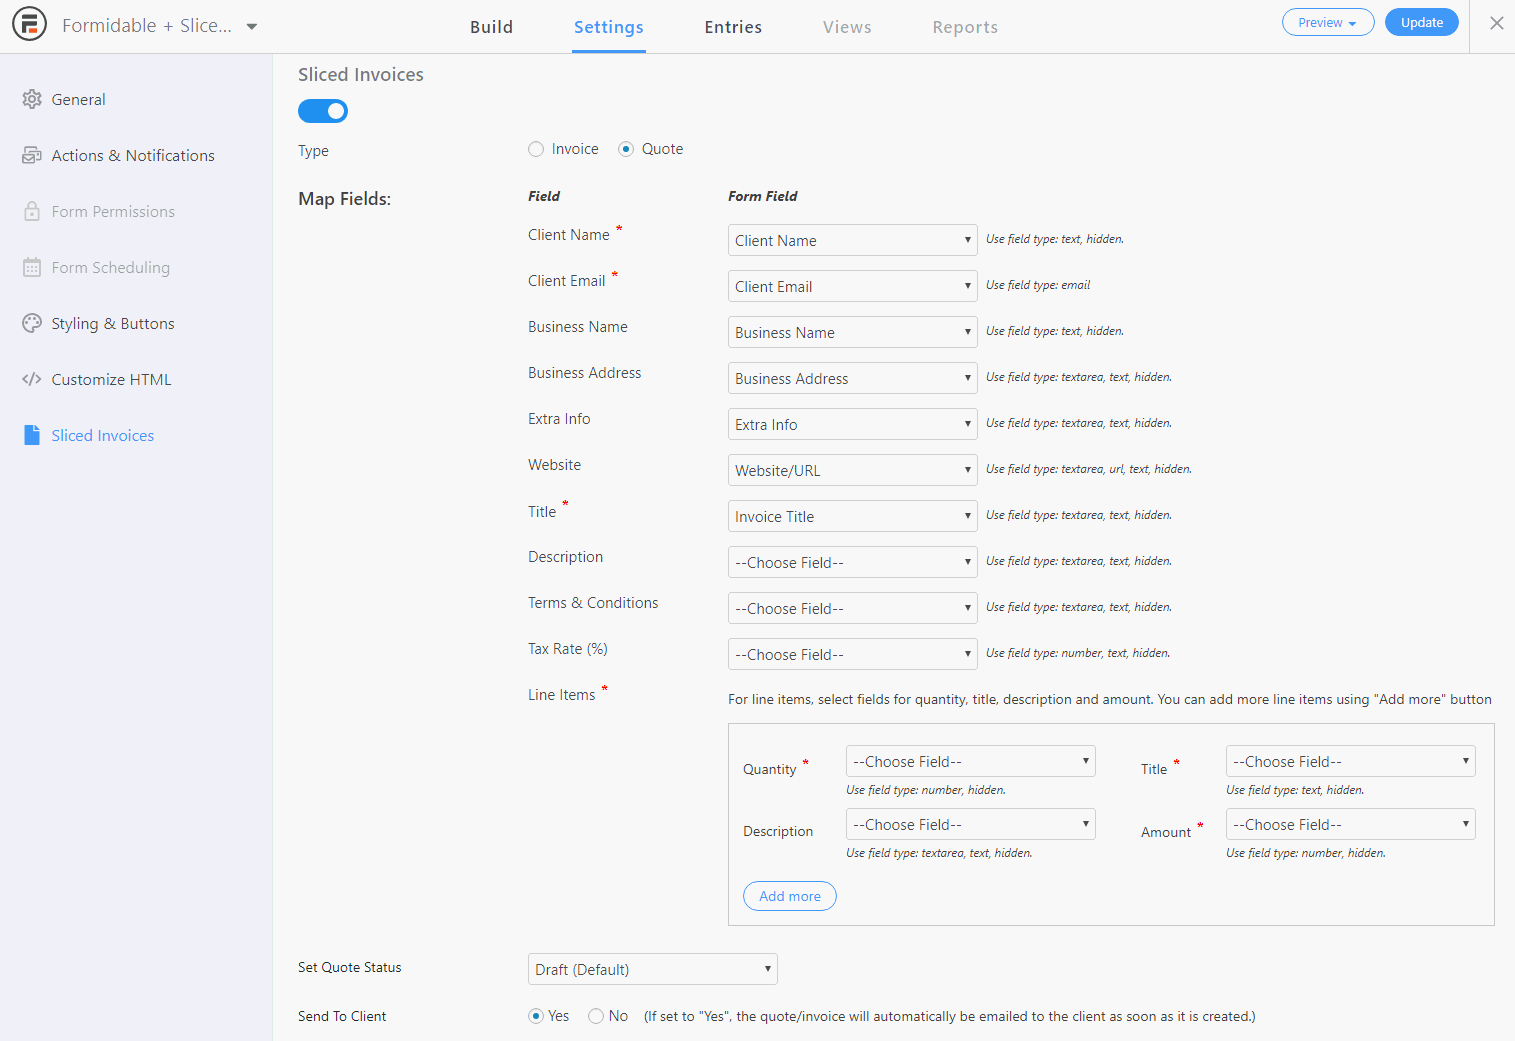 Formidable + Slice...
Build
Settings
Entries
Views
Reports
Preview
Update
General
Actions & Notifications
Form Permissions
Form Scheduling
Styling & Buttons
Customize HTML
Sliced Invoices
Sliced Invoices
Type
Invoice
Quote
Map Fields:
Field
Form Field
Client Name *
Client Name
Use field type: text, hidden.
Client Email *
Client Email
Use field type: email
Business Name
Business Name
Use field type: text, hidden.
Business Address
Business Address
Use field type: textarea, text, hidden.
Extra Info
Extra Info
Use field type: textarea, text, hidden.
Website
Website/URL
Use field type: textarea, url, text, hidden.
Title *
Invoice Title
Use field type: textarea, text, hidden.
Description
--Choose Field--
Use field type: textarea, text, hidden.
Terms & Conditions
--Choose Field--
Use field type: textarea, text, hidden.
Tax Rate (%)
--Choose Field--
Use field type: number, text, hidden.
Line Items *
For line items, select fields for quantity, title, description and amount. You can add more line items using "Add more" button
Quantity *
--Choose Field--
Use field type: number, hidden.
Title *
--Choose Field--
Use field type: text, hidden.
Description
--Choose Field--
Use field type: textarea, text, hidden.
Amount *
--Choose Field--
Use field type: number, hidden.
Add more
Set Quote Status
Draft (Default)
Send To Client
Yes
No
(If set to "Yes", the quote/invoice will automatically be emailed to the client as soon as it is created.)